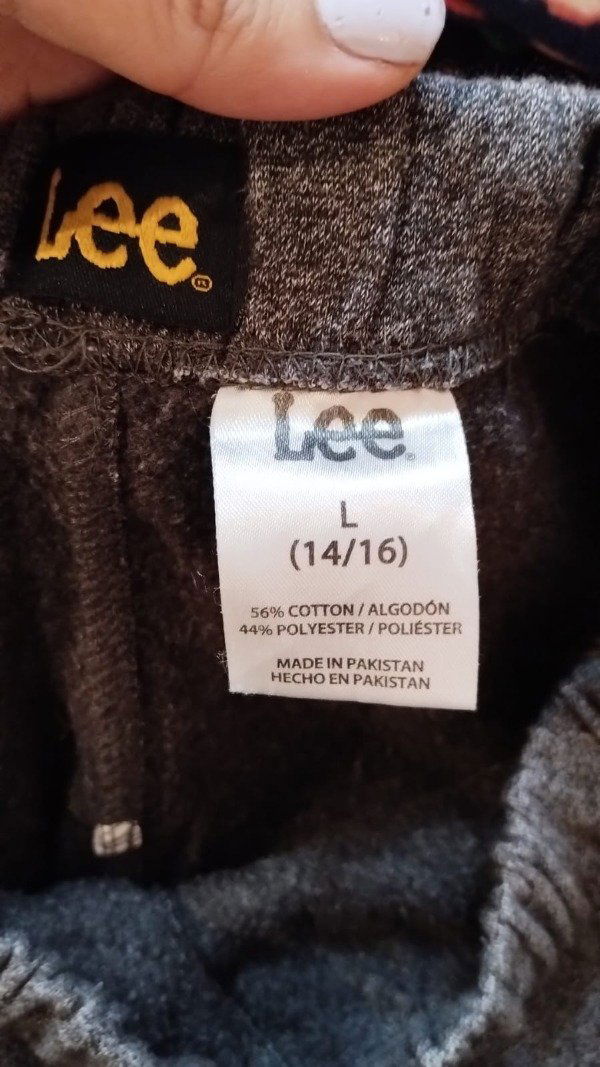 Lee®
Lee®
L
(14/16)
56% COTTON / ALGODÓN
44% POLYESTER / POLIÉSTER
MADE IN PAKISTAN
HECHO EN PAKISTAN